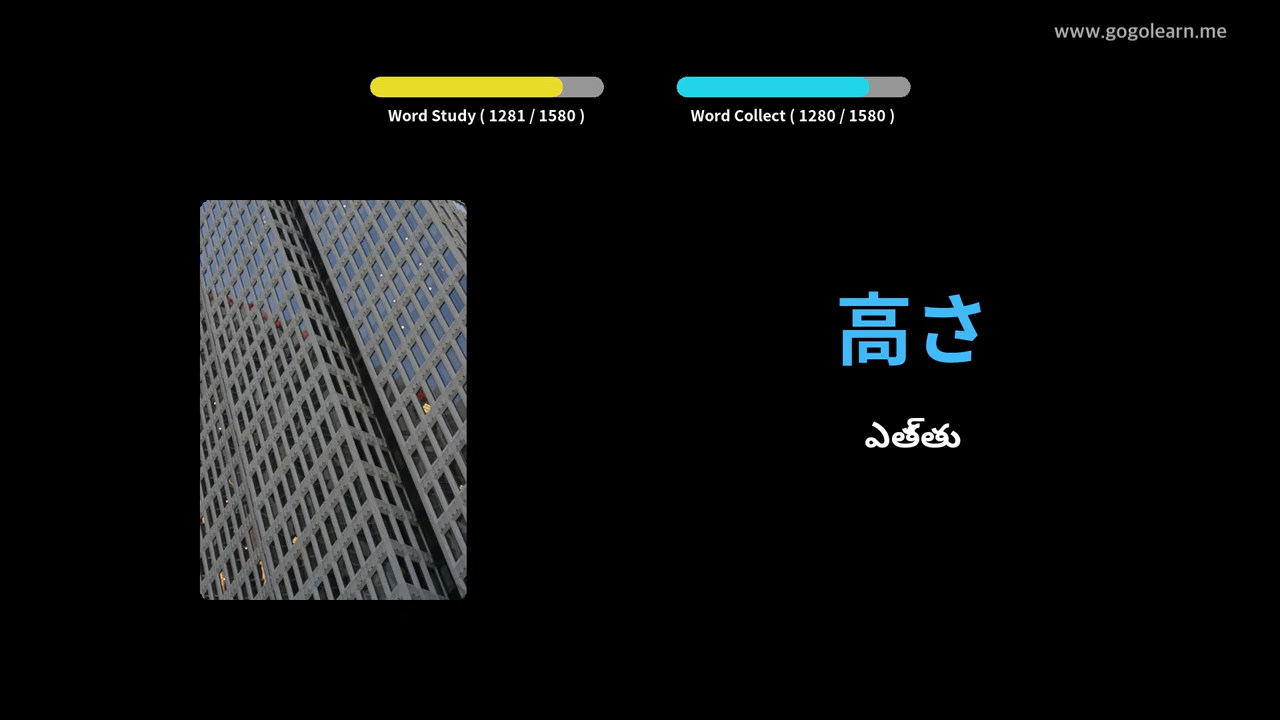 www.gogolearn.me
Word Study ( 1281 / 1580 )
Word Collect ( 1280 / 1580 )
高さ
ఎత్తు